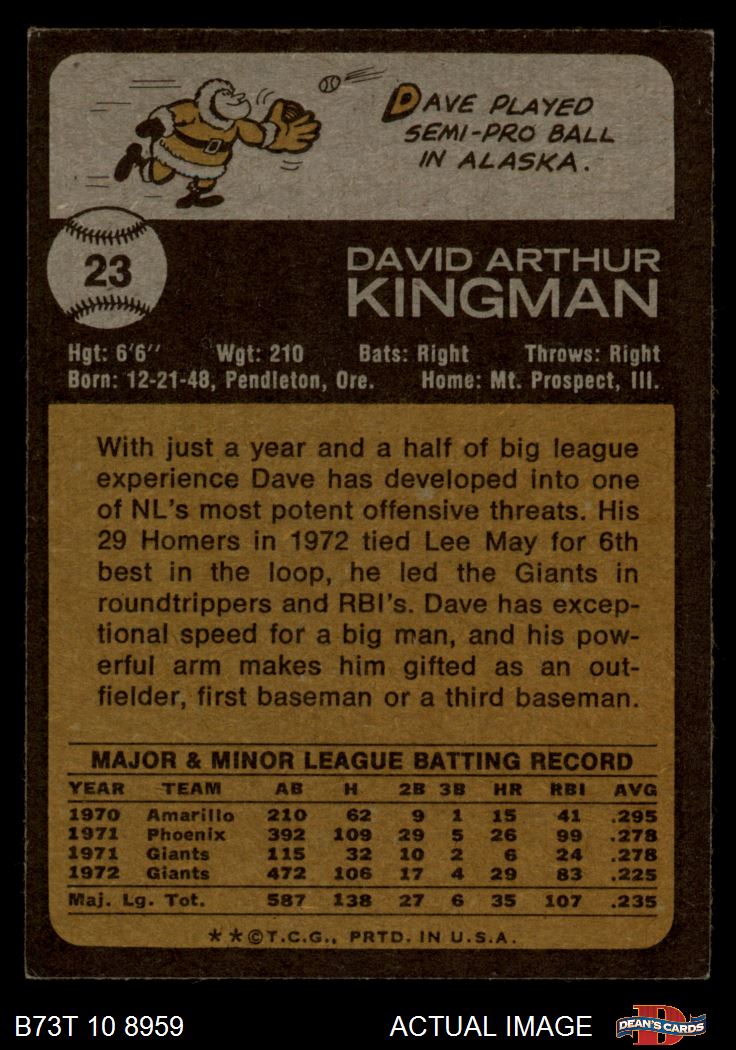 DAVE PLAYED
SEMI-PRO BALL
IN ALASKA.
23
DAVID ARTHUR
KINGMAN
Hgt: 6'6'' Wgt: 210 Bats: Right Throws: Right
Born: 12-21-48, Pendleton, Ore. Home: Mt. Prospect, Ill.
With just a year and a half of big league
experience Dave has developed into one
of NL's most potent offensive threats. His
29 Homers in 1972 tied Lee May for 6th
best in the loop, he led the Giants in
roundtrippers and RBI's. Dave has excep-
tional speed for a big man, and his pow-
erful arm makes him gifted as an out-
fielder, first baseman or a third baseman.
MAJOR & MINOR LEAGUE BATTING RECORD
YEAR TEAM AB H 2B 3B HR RBI AVG
1970 Amarillo 210 62 9 1 15 41 .295
1971 Phoenix 392 109 29 5 26 99 .278
1971 Giants 115 32 10 2 6 24 .278
1972 Giants 472 106 17 4 29 83 .225
Maj. Lg. Tot. 587 138 27 6 35 107 .235
**©T.C.G., PRTD. IN U.S.A.
B73T 10 8959 ACTUAL IMAGE
D
DEAN'S CARDS